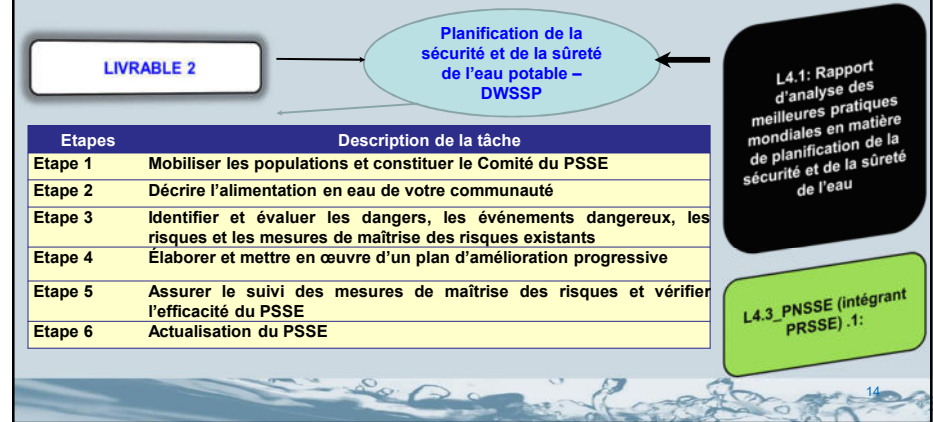 LIVRABLE 2
Planification de la
sécurité et de la sûreté
de l'eau potable –
DWSSP
L4.1: Rapport
d'analyse des
meilleures pratiques
mondiales en matière
de planification de la
sécurité et de la sûreté
de l'eau
Etapes Description de la tâche
Etape 1 Mobiliser les populations et constituer le Comité du PSSE
Etape 2 Décrire l'alimentation en eau de votre communauté
Etape 3 Identifier et évaluer les dangers, les événements dangereux, les
risques et les mesures de maîtrise des risques existants
Etape 4 Élaborer et mettre en œuvre d'un plan d'amélioration progressive
Etape 5 Assurer le suivi des mesures de maîtrise des risques et vérifier
l'efficacité du PSSE
Etape 6 Actualisation du PSSE
L4.3_PNSSE (intégrant
PRSSE) .1:
14